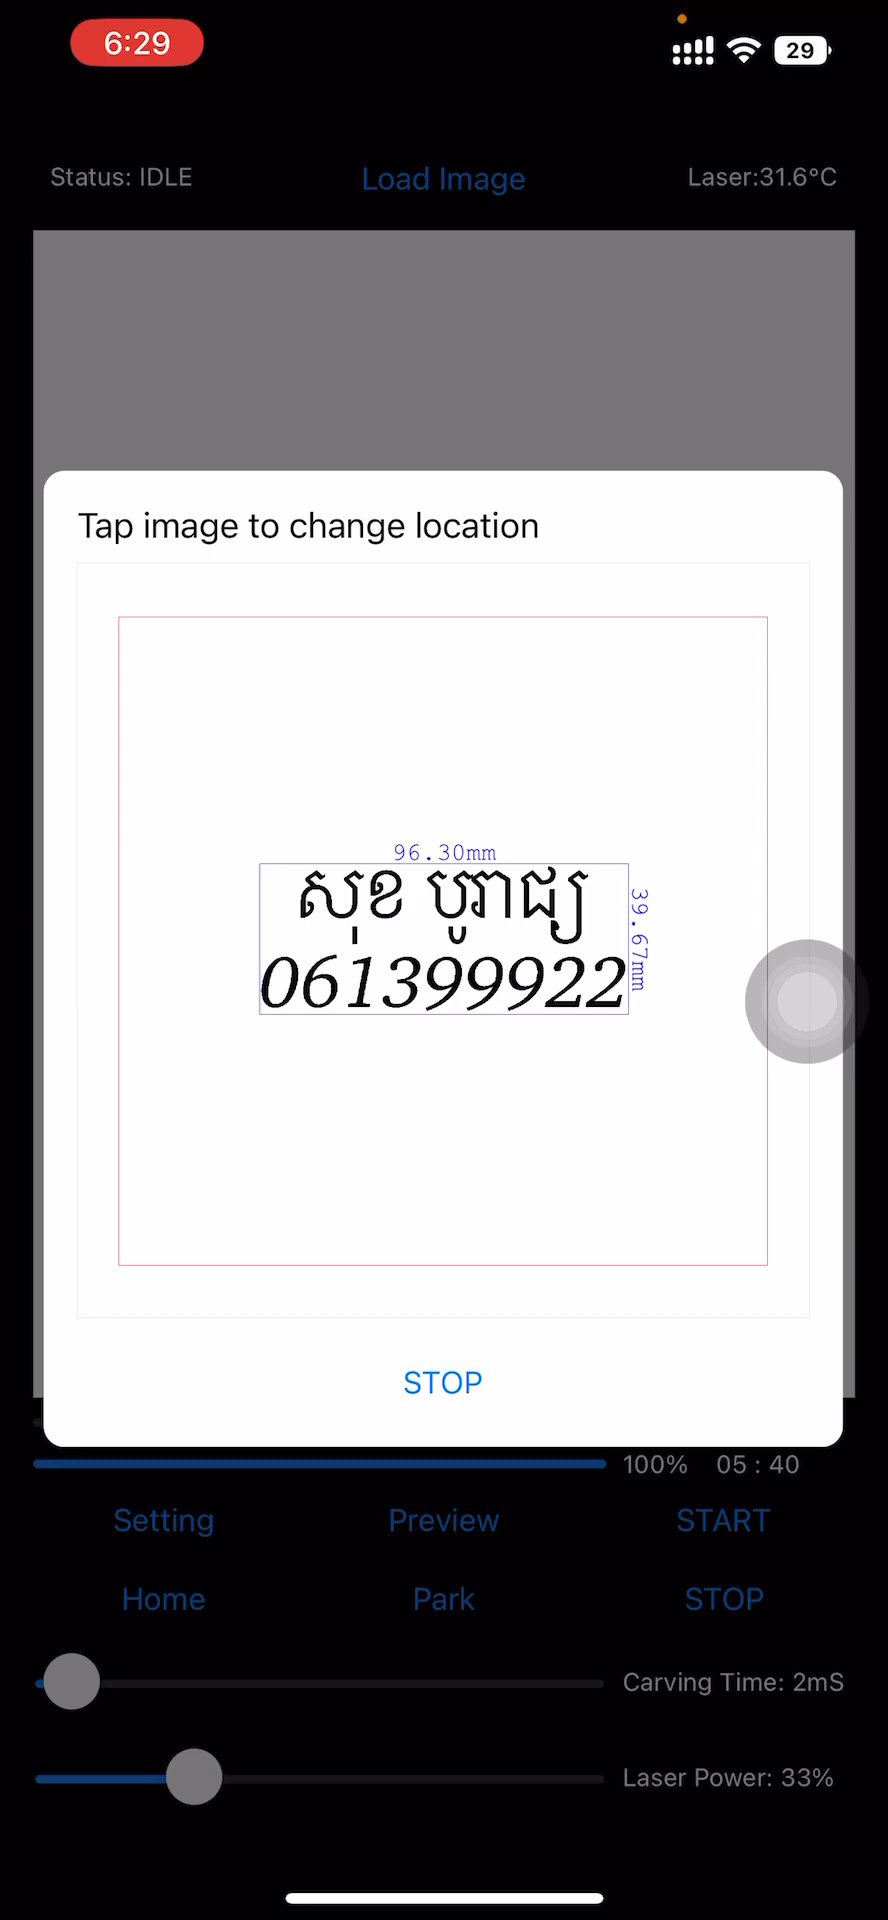 6:29
29
Status: IDLE
Load Image
Laser:31.6°C
Tap image to change location
96.30mm
សុខ បូរាជ្យ
39.67mm
061399922
STOP
100%
05 : 40
Setting
Preview
START
Home
Park
STOP
Carving Time: 2mS
Laser Power: 33%